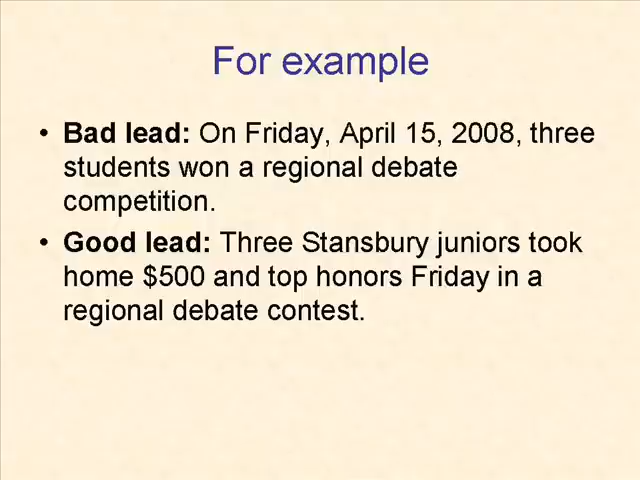 For example
• Bad lead: On Friday, April 15, 2008, three
students won a regional debate
competition.
• Good lead: Three Stansbury juniors took
home $500 and top honors Friday in a
regional debate contest.